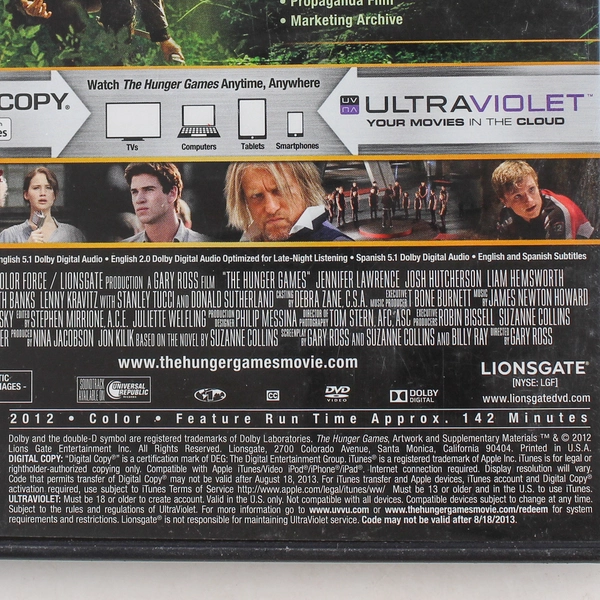 • Propaganda Film
• Marketing Archive
COPY®
Watch The Hunger Games Anytime, Anywhere
TVs Computers Tablets Smartphones
UV ULTRAVIOLET™
YOUR MOVIES IN THE CLOUD
nglish 5.1 Dolby Digital Audio • English 2.0 Dolby Digital Audio Optimized for Late-Night Listening • Spanish 5.1 Dolby Digital Audio • English and Spanish Subtitles
OLOR FORCE / LIONSGATE PRODUCTION A GARY ROSS FILM "THE HUNGER GAMES" JENNIFER LAWRENCE JOSH HUTCHERSON LIAM HEMSWORTH
TH BANKS LENNY KRAVITZ WITH STANLEY TUCCI AND DONALD SUTHERLAND CASTING BY DEBRA ZANE, C.S.A. EXECUTIVE MUSIC PRODUCER T BONE BURNETT MUSIC BY JAMES NEWTON HOWARD
SKY EDITED BY STEPHEN MIRRIONE, A.C.E. JULIETTE WELFLING PRODUCTION DESIGNER PHILIP MESSINA DIRECTOR OF PHOTOGRAPHY TOM STERN, AFC, ASC EXECUTIVE PRODUCERS ROBIN BISSELL SUZANNE COLLINS
ER PRODUCED BY NINA JACOBSON JON KILIK BASED ON THE NOVEL BY SUZANNE COLLINS SCREENPLAY BY GARY ROSS AND SUZANNE COLLINS AND BILLY RAY DIRECTED BY GARY ROSS
www.thehungergamesmovie.com
LIONSGATE®
[NYSE: LGF]
TIC
MAGES -
SOUNDTRACK AVAILABLE ON UNIVERSAL REPUBLIC
CC
DVD VIDEO
DOLBY DIGITAL
www.lionsgatedvd.com
2012 • Color • Feature Run Time Approx. 142 Minutes
Dolby and the double-D symbol are registered trademarks of Dolby Laboratories. The Hunger Games, Artwork and Supplementary Materials ™ & © 2012
Lions Gate Entertainment Inc. All Rights Reserved. Lionsgate, 2700 Colorado Avenue, Santa Monica, California 90404. Printed in U.S.A.
DIGITAL COPY: "Digital Copy®" is a certification mark of DEG: The Digital Entertainment Group. iTunes® is a registered trademark of Apple Inc. iTunes is for legal or
rightholder-authorized copying only. Compatible with Apple iTunes/Video iPod®/iPhone®/iPad®. Internet connection required. Display resolution will vary.
Code that permits transfer of Digital Copy® may not be valid after August 18, 2013. For iTunes transfer and Apple devices, iTunes account and Digital Copy®
activation required, use subject to iTunes Terms of Service http://www.apple.com/legal/itunes/ww/ Must be 13 or older and in the U.S. to use iTunes.
ULTRAVIOLET: Must be 18 or older to create account. Valid in the U.S. only. Not compatible with all devices. Compatible devices subject to change at any time.
Subject to the rules and regulations of UltraViolet. For more information go to www.uvvu.com or www.thehungergamesmovie.com/redeem for system
requirements and restrictions. Lionsgate® is not responsible for maintaining UltraViolet service. Code may not be valid after 8/18/2013.